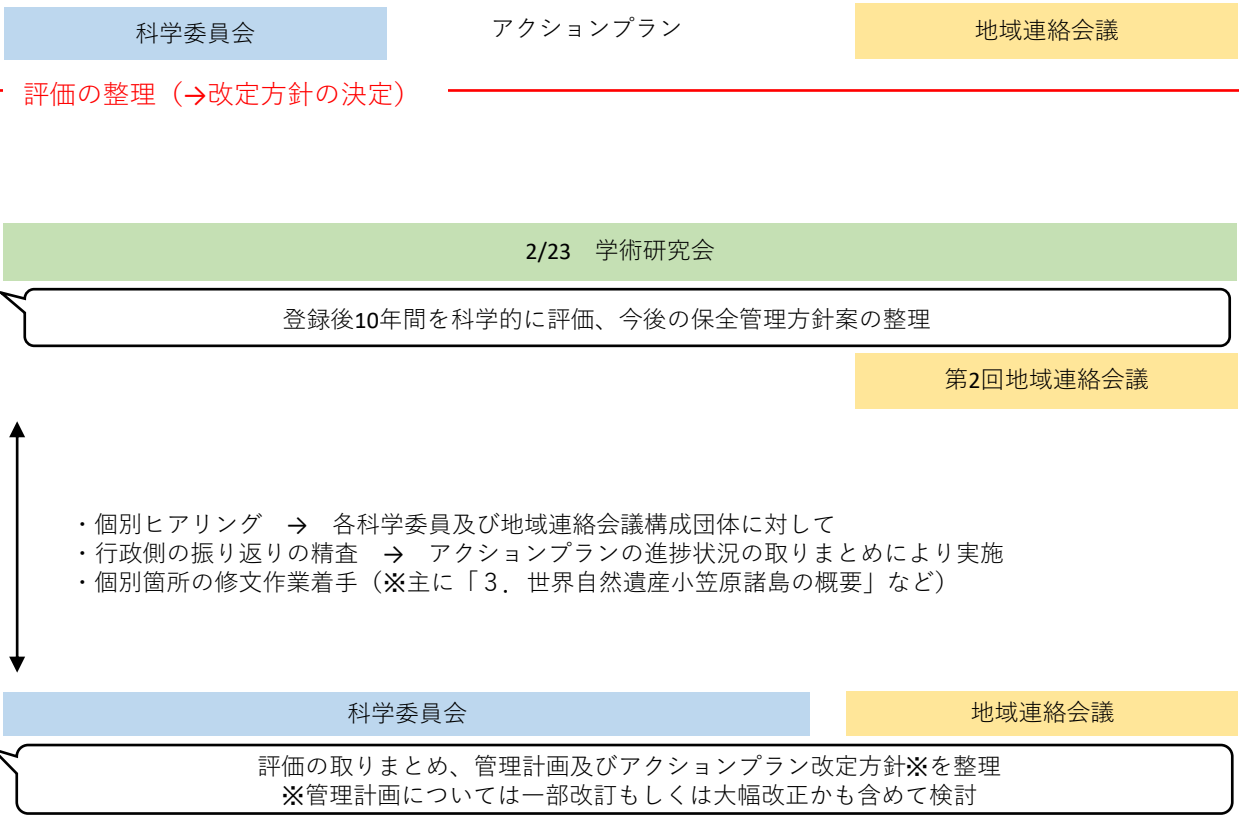 科学委員会
アクションプラン
地域連絡会議
評価の整理（→改定方針の決定）
2/23　学術研究会
登録後10年間を科学的に評価、今後の保全管理方針案の整理
第2回地域連絡会議
・個別ヒアリング　→　各科学委員及び地域連絡会議構成団体に対して
・行政側の振り返りの精査　→　アクションプランの進捗状況の取りまとめにより実施
・個別箇所の修文作業着手（※主に「３．世界自然遺産小笠原諸島の概要」など）
科学委員会
地域連絡会議
評価の取りまとめ、管理計画及びアクションプラン改定方針※を整理
※管理計画については一部改訂もしくは大幅改正かも含めて検討